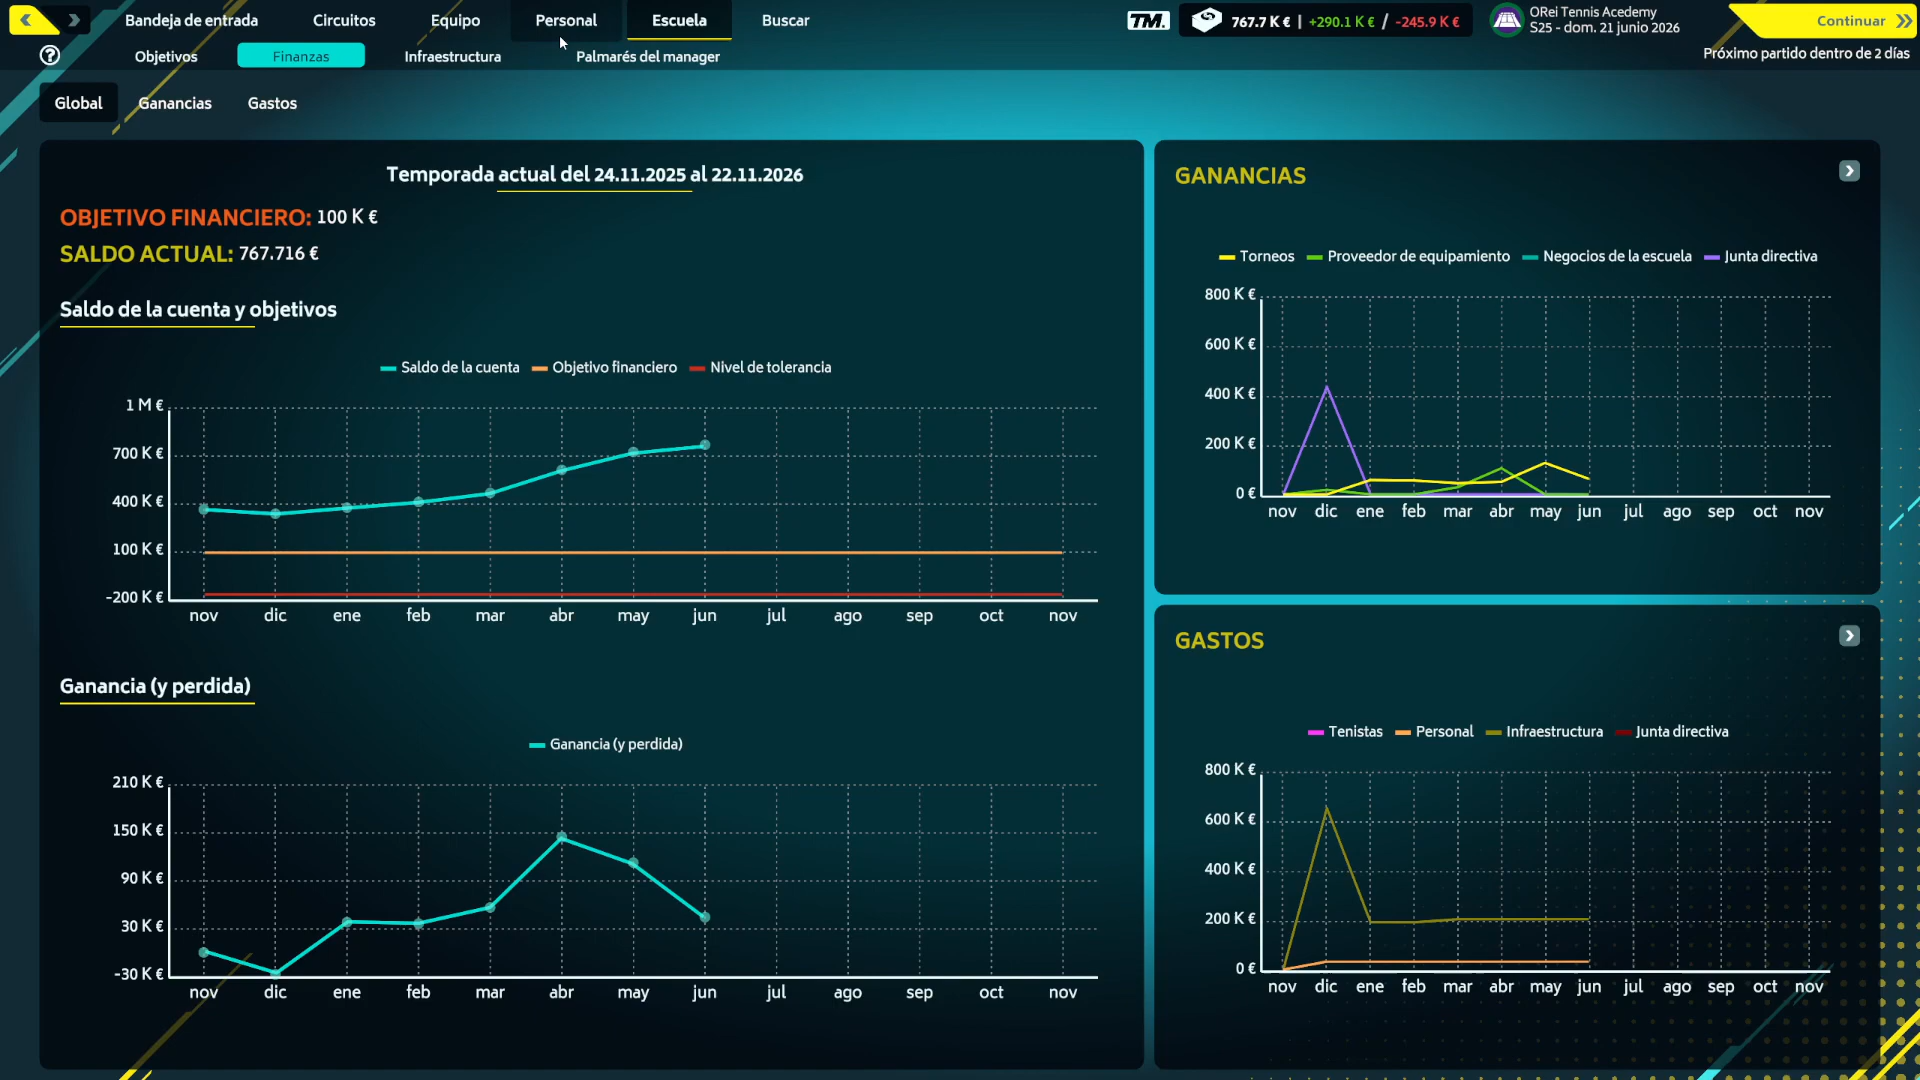 Bandeja de entrada
Circuitos
Equipo
Personal
Escuela
Buscar
TM.
767.7 K € | +290.1 K € / -245.9 K €
ORei Tennis Acedemy
S25 - dom. 21 junio 2026
Continuar
Próximo partido dentro de 2 días
Objetivos
Finanzas
Infraestructura
Palmarés del manager
Global
Ganancias
Gastos
Temporada actual del 24.11.2025 al 22.11.2026
OBJETIVO FINANCIERO: 100 K €
SALDO ACTUAL: 767.716 €
Saldo de la cuenta y objetivos
Saldo de la cuenta
Objetivo financiero
Nivel de tolerancia
1 M €
700 K €
400 K €
100 K €
-200 K €
nov dic ene feb mar abr may jun jul ago sep oct nov
Ganancia (y perdida)
Ganancia (y perdida)
210 K €
150 K €
90 K €
30 K €
-30 K €
nov dic ene feb mar abr may jun jul ago sep oct nov
GANANCIAS
Torneos
Proveedor de equipamiento
Negocios de la escuela
Junta directiva
800 K €
600 K €
400 K €
200 K €
0 €
nov dic ene feb mar abr may jun jul ago sep oct nov
GASTOS
Tenistas
Personal
Infraestructura
Junta directiva
800 K €
600 K €
400 K €
200 K €
0 €
nov dic ene feb mar abr may jun jul ago sep oct nov